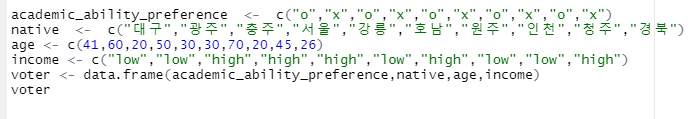 academic_ability_preference <- c("o","x","o","x","o","x","o","x","o","x")
native <- c("대구","광주","충주","서울","강릉","호남","원주","인천","청주","경북")
age <- c(41,60,20,50,30,30,70,20,45,26)
income <- c("low","low","high","high","high","low","high","low","low","high")
voter <- data.frame(academic_ability_preference,native,age,income)
voter